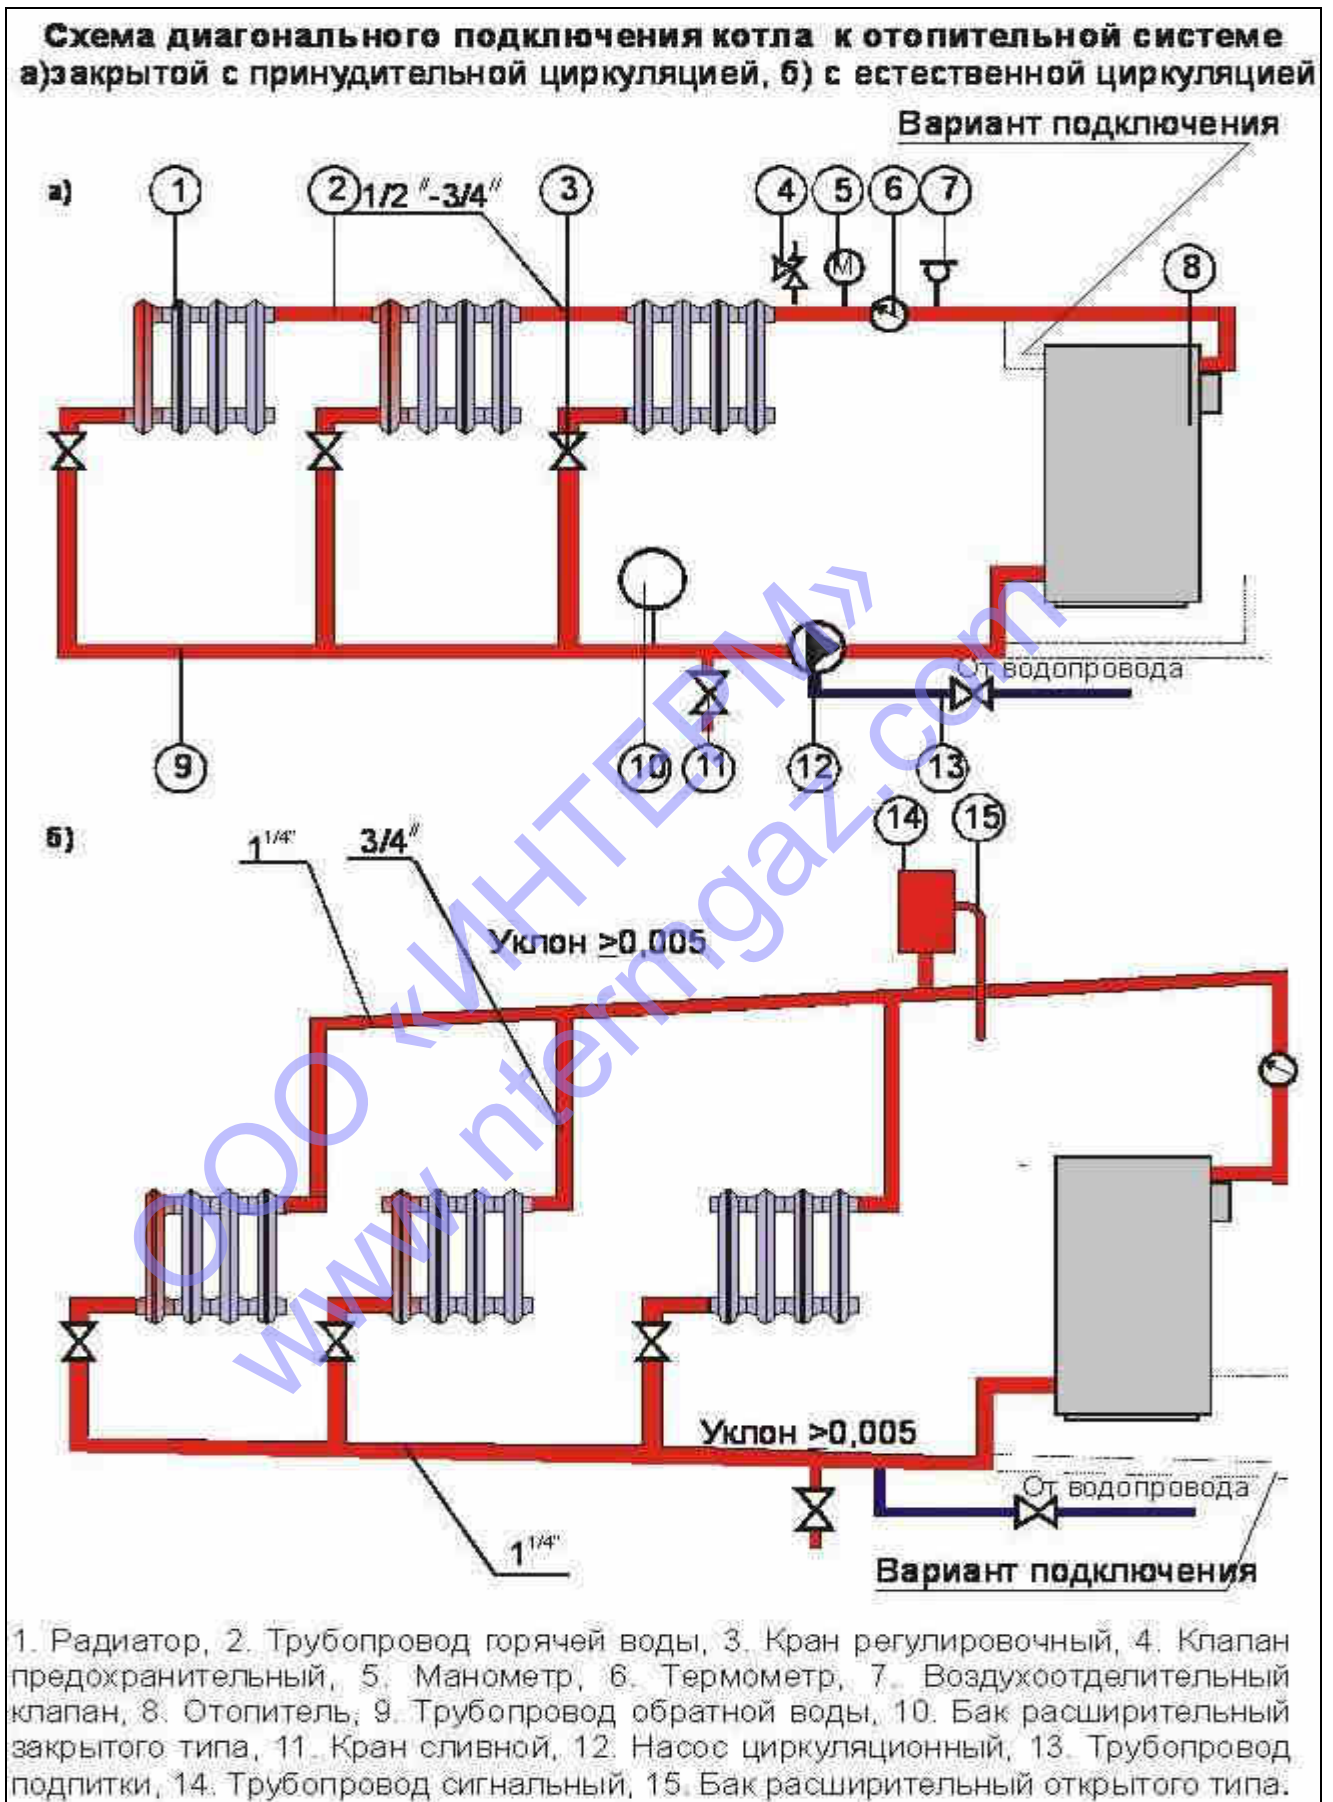 Схема диагонального подключения котла к отопительной системе
а)закрытой с принудительной циркуляцией, б) с естественной циркуляцией
Вариант подключения
а)
1
2
1/2 "-3/4"
3
4
5
6
7
М
8
От водопровода
9
10
11
12
13
б)
1 1/4"
3/4"
14
15
Уклон ≥0,005
Уклон ≥0,005
От водопровода
1 1/4"
Вариант подключения
ООО «ИНТЕРМ»
www.ntermgaz.com
1. Радиатор, 2. Трубопровод горячей воды, 3. Кран регулировочный, 4. Клапан
предохранительный, 5. Манометр, 6. Термометр, 7. Воздухоотделительный
клапан, 8. Отопитель, 9. Трубопровод обратной воды, 10. Бак расширительный
закрытого типа, 11. Кран сливной, 12. Насос циркуляционный, 13. Трубопровод
подпитки, 14. Трубопровод сигнальный, 15. Бак расширительный открытого типа.